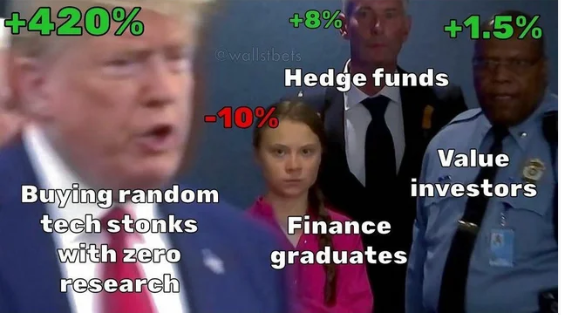 +420%
+8%
+1.5%
@wallstbets
Hedge funds
-10%
Value
investors
Buying random
tech stonks
with zero
research
Finance
graduates